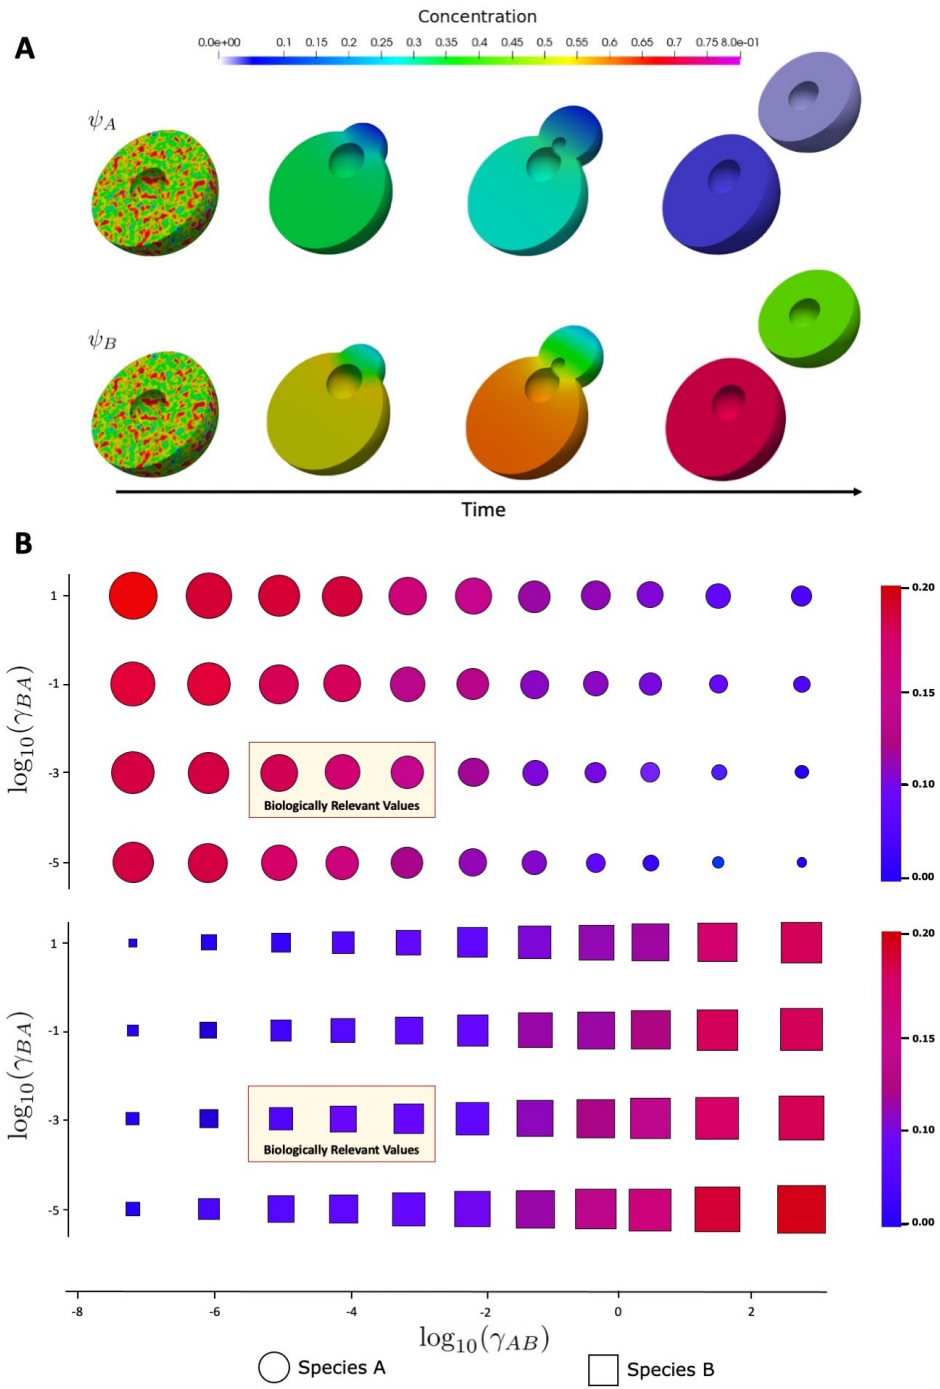 Concentration
A
0.0e+00 0.1 0.15 0.2 0.25 0.3 0.35 0.4 0.45 0.5 0.55 0.6 0.65 0.7 0.75 8.0e-01
ψA
ψB
Time
B
log10(γBA)
1
-1
-3
-5
Biologically Relevant Values
0.20
0.15
0.10
0.00
log10(γBA)
1
-1
-3
-5
Biologically Relevant Values
0.20
0.15
0.10
0.00
-8 -6 -4 -2 0 2
log10(γAB)
Species A Species B